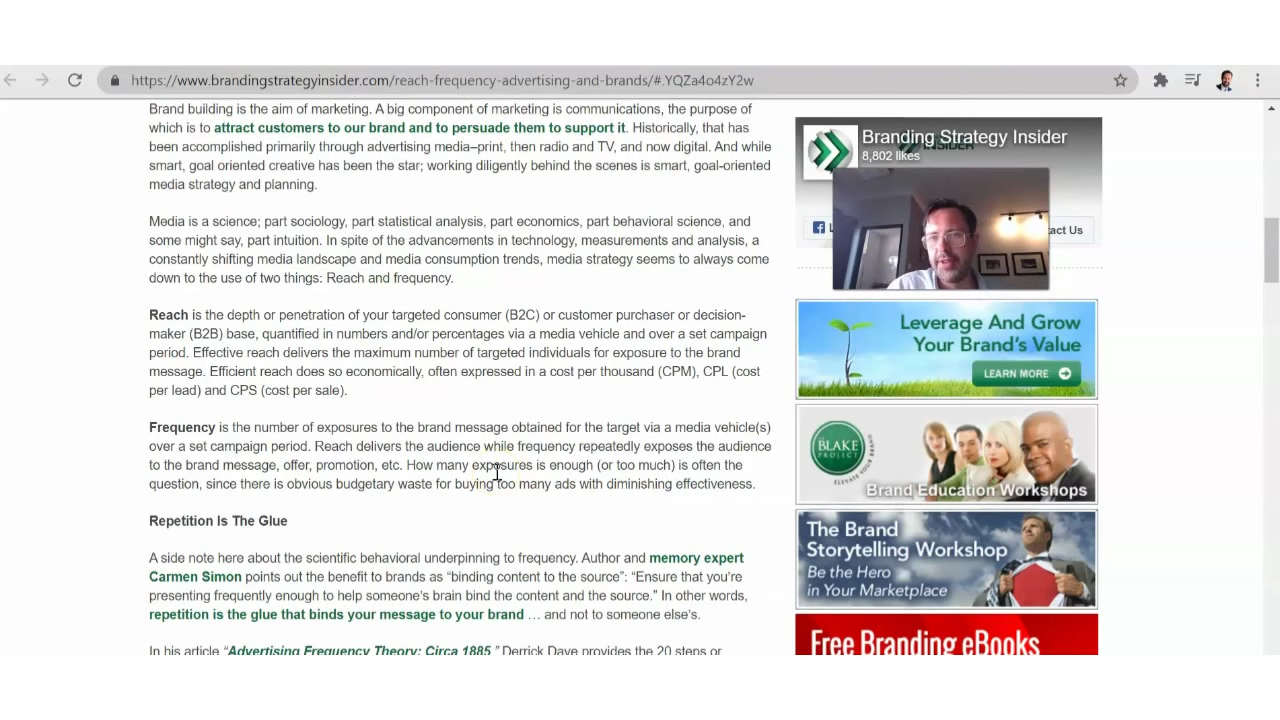 https://www.brandingstrategyinsider.com/reach-frequency-advertising-and-brands/#.YQZa4o4zY2w
Brand building is the aim of marketing. A big component of marketing is communications, the purpose of
which is to attract customers to our brand and to persuade them to support it. Historically, that has
been accomplished primarily through advertising media–print, then radio and TV, and now digital. And while
smart, goal oriented creative has been the star; working diligently behind the scenes is smart, goal-oriented
media strategy and planning.
Media is a science; part sociology, part statistical analysis, part economics, part behavioral science, and
some might say, part intuition. In spite of the advancements in technology, measurements and analysis, a
constantly shifting media landscape and media consumption trends, media strategy seems to always come
down to the use of two things: Reach and frequency.
Reach is the depth or penetration of your targeted consumer (B2C) or customer purchaser or decision-
maker (B2B) base, quantified in numbers and/or percentages via a media vehicle and over a set campaign
period. Effective reach delivers the maximum number of targeted individuals for exposure to the brand
message. Efficient reach does so economically, often expressed in a cost per thousand (CPM), CPL (cost
per lead) and CPS (cost per sale).
Frequency is the number of exposures to the brand message obtained for the target via a media vehicle(s)
over a set campaign period. Reach delivers the audience while frequency repeatedly exposes the audience
to the brand message, offer, promotion, etc. How many exposures is enough (or too much) is often the
question, since there is obvious budgetary waste for buying too many ads with diminishing effectiveness.
Repetition Is The Glue
A side note here about the scientific behavioral underpinning to frequency. Author and memory expert
Carmen Simon points out the benefit to brands as “binding content to the source”: “Ensure that you’re
presenting frequently enough to help someone’s brain bind the content and the source.” In other words,
repetition is the glue that binds your message to your brand … and not to someone else’s.
In his article “Advertising Frequency Theory: Circa 1885,” Derrick Daye provides the 20 steps or
Branding Strategy Insider
8,802 likes
INSIDER
Contact Us
Leverage And Grow
Your Brand's Value
LEARN MORE
THE
BLAKE
PROJECT
ELEVATE YOUR BRAND
Brand Education Workshops
The Brand
Storytelling Workshop
Be the Hero
in Your Marketplace
Free Branding eBooks